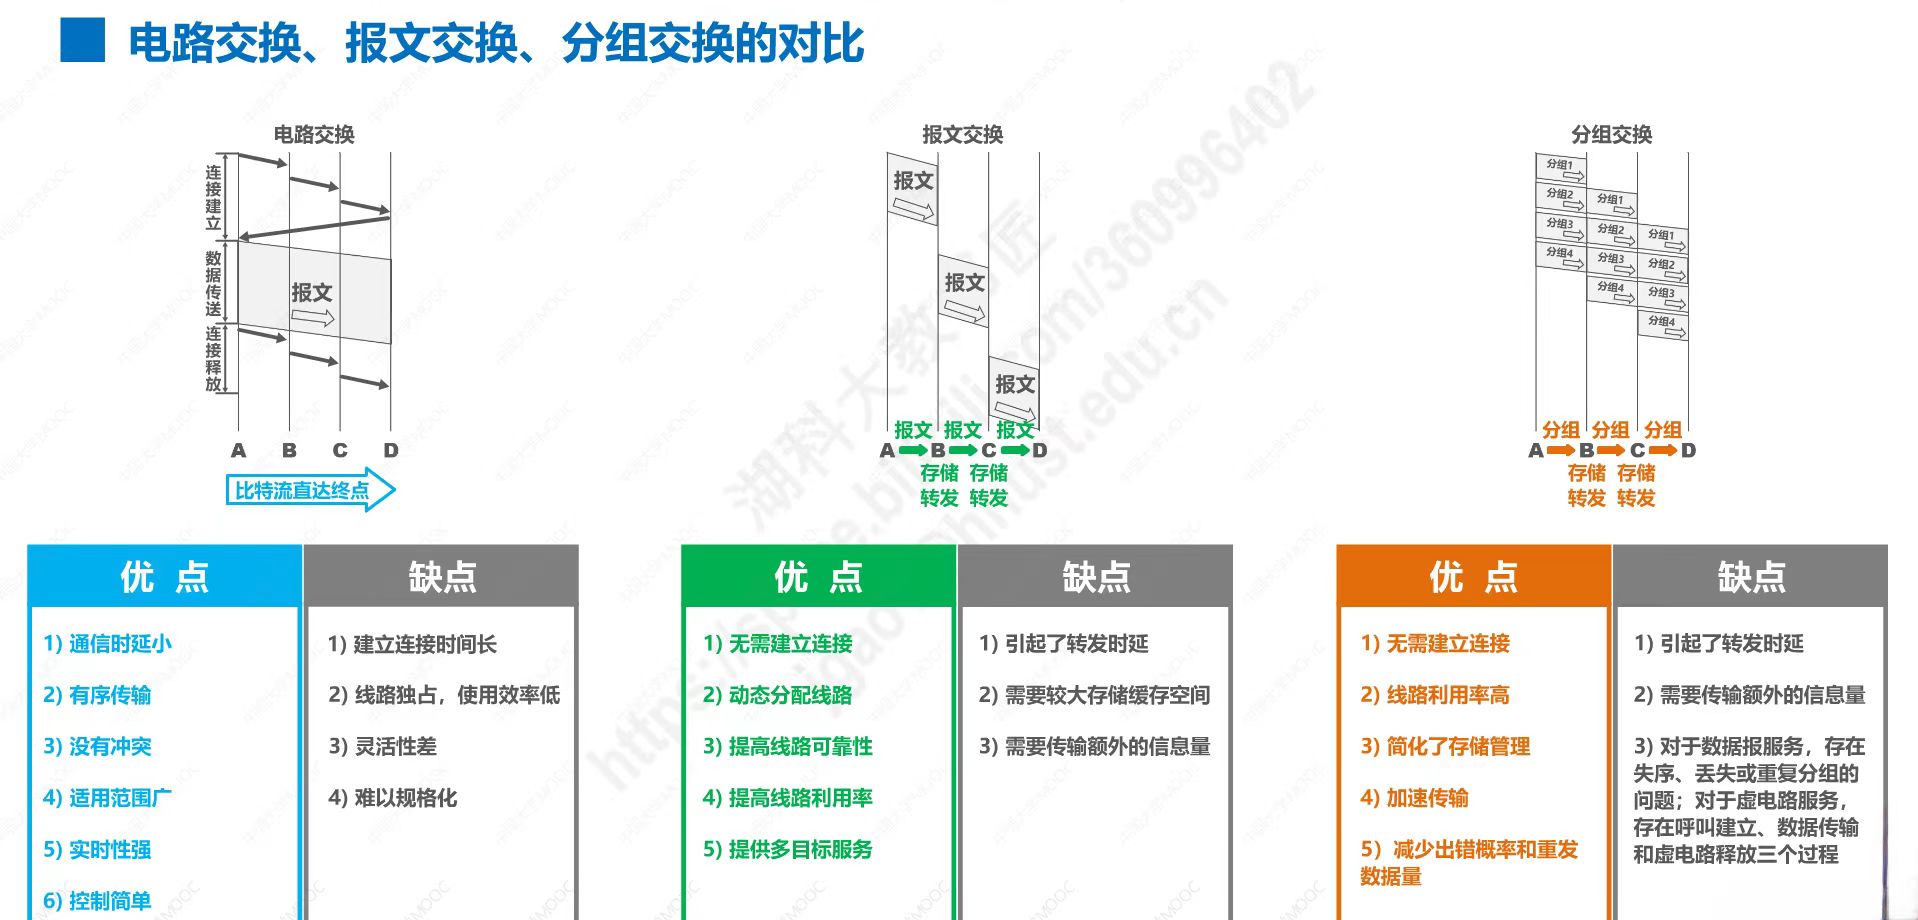 电路交换、报文交换、分组交换的对比
电路交换
连接建立
数据传送
连接释放
报文
A B C D
比特流直达终点
报文交换
报文
报文
报文
报文 报文 报文
A B C D
存储 存储
转发 转发
分组交换
分组1
分组2 分组1
分组3 分组2 分组1
分组4 分组3 分组2
分组4 分组3
分组4
分组 分组 分组
A B C D
存储 存储
转发 转发
优 点
1) 通信时延小
2) 有序传输
3) 没有冲突
4) 适用范围广
5) 实时性强
6) 控制简单
缺点
1) 建立连接时间长
2) 线路独占，使用效率低
3) 灵活性差
4) 难以规格化
优 点
1) 无需建立连接
2) 动态分配线路
3) 提高线路可靠性
4) 提高线路利用率
5) 提供多目标服务
缺点
1) 引起了转发时延
2) 需要较大存储缓存空间
3) 需要传输额外的信息量
优 点
1) 无需建立连接
2) 线路利用率高
3) 简化了存储管理
4) 加速传输
5) 减少出错概率和重发
数据量
缺点
1) 引起了转发时延
2) 需要传输额外的信息量
3) 对于数据报服务，存在
失序、丢失或重复分组的
问题；对于虚电路服务，
存在呼叫建立、数据传输
和虚电路释放三个过程